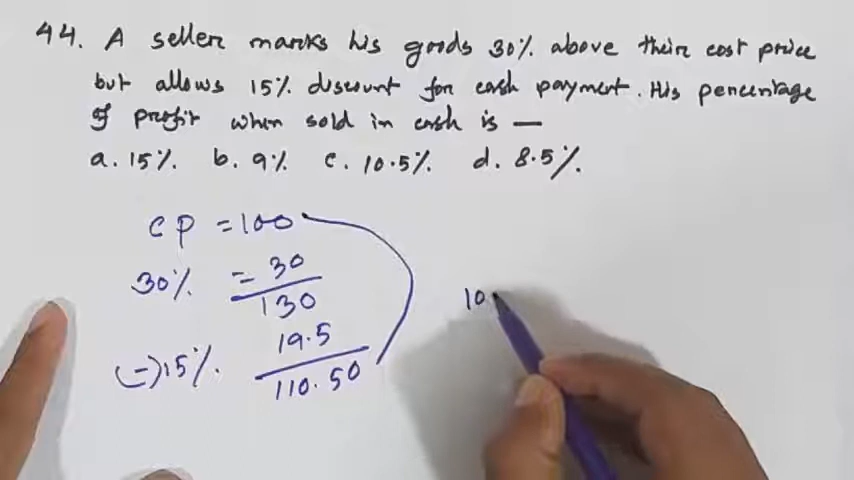 44. A seller marks his goods 30% above their cost price
but allows 15% discount for cash payment. His percentage
of profit when sold in cash is —
a. 15%. b. 9% c. 10.5% d. 8.5%.
CP = 100
30% = 30
130
(-) 15%. 19.5
110.50
10.